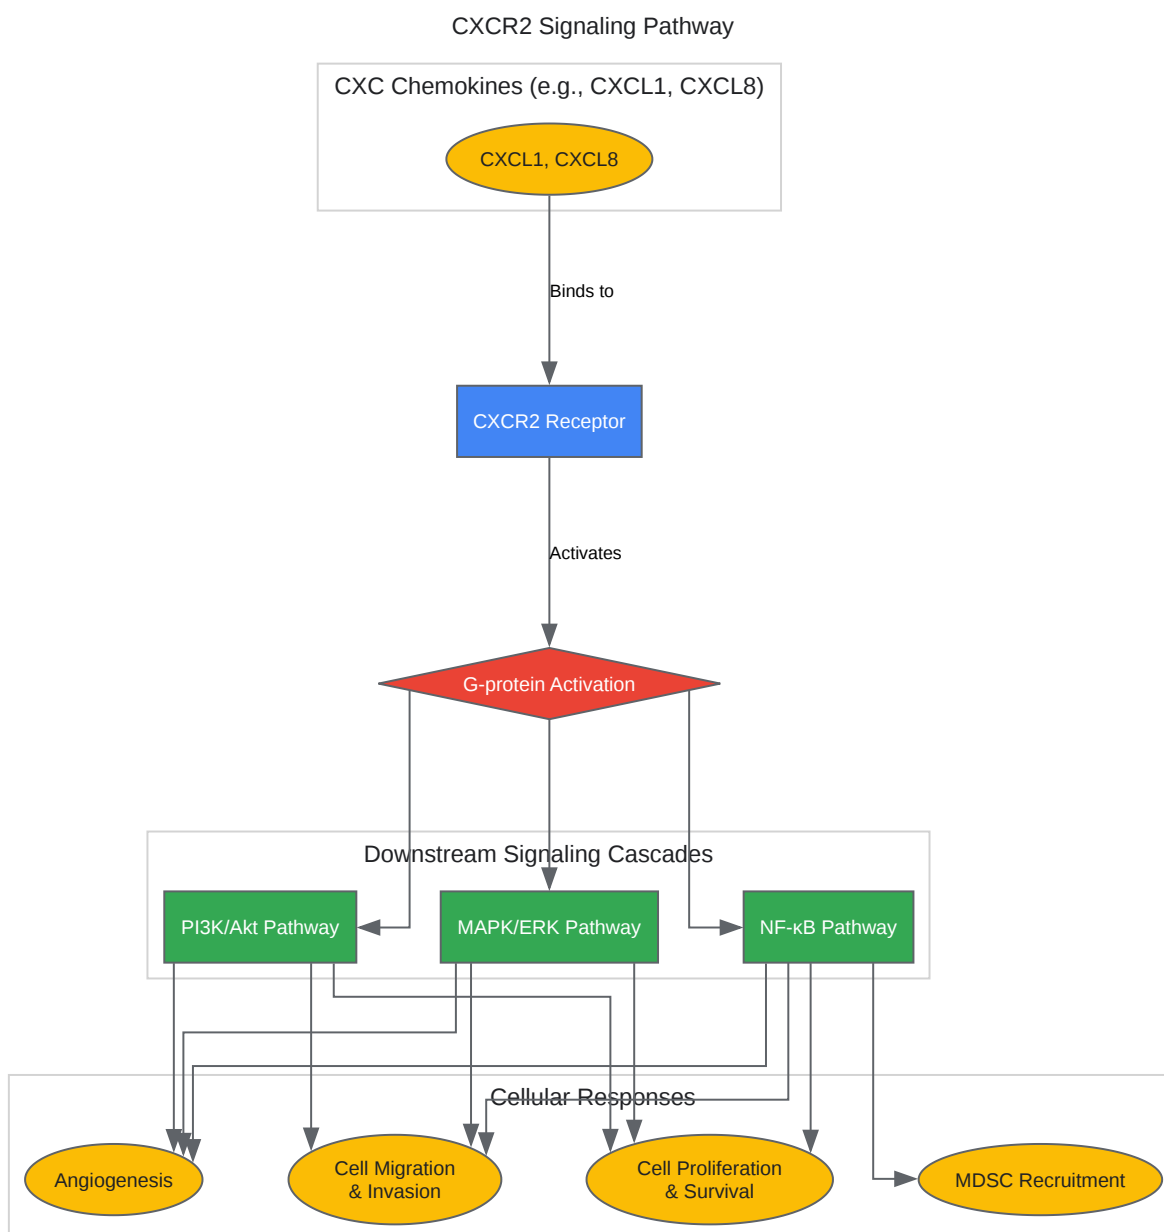 CXCR2 Signaling Pathway
CXC Chemokines (e.g., CXCL1, CXCL8)
CXCL1, CXCL8
Binds to
CXCR2 Receptor
Activates
G-protein Activation
Downstream Signaling Cascades
PI3K/Akt Pathway
MAPK/ERK Pathway
NF-κB Pathway
Cellular Responses
Angiogenesis
Cell Migration
& Invasion
Cell Proliferation
& Survival
MDSC Recruitment